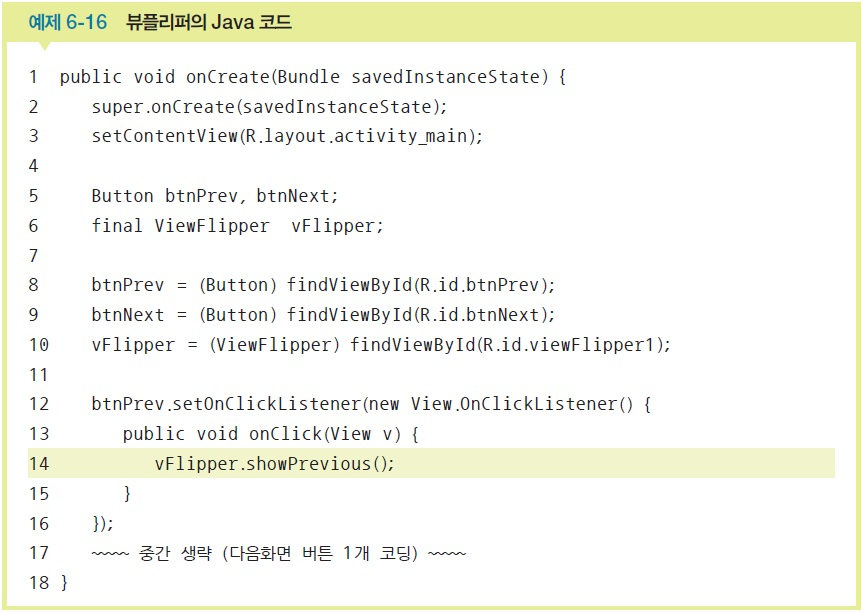 예제 6-16 뷰플리퍼의 Java 코드
1 public void onCreate(Bundle savedInstanceState) {
2 super.onCreate(savedInstanceState);
3 setContentView(R.layout.activity_main);
4
5 Button btnPrev, btnNext;
6 final ViewFlipper vFlipper;
7
8 btnPrev = (Button) findViewById(R.id.btnPrev);
9 btnNext = (Button) findViewById(R.id.btnNext);
10 vFlipper = (ViewFlipper) findViewById(R.id.viewFlipper1);
11
12 btnPrev.setOnClickListener(new View.OnClickListener() {
13 public void onClick(View v) {
14 vFlipper.showPrevious();
15 }
16 });
17 ~~~~~ 중간 생략 (다음화면 버튼 1개 코딩) ~~~~~
18 }